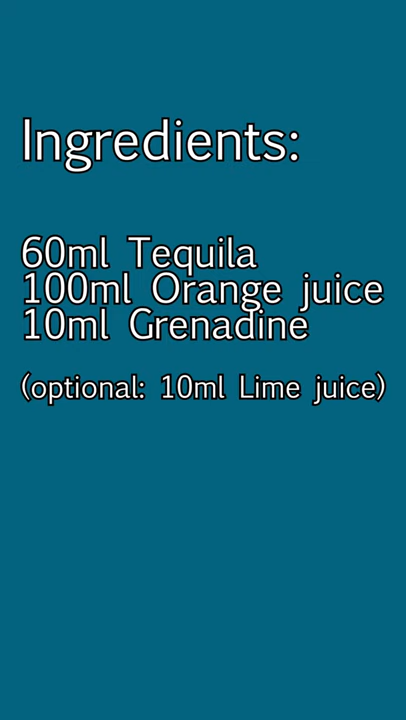 Ingredients:
60ml Tequila
100ml Orange juice
10ml Grenadine
(optional: 10ml Lime juice)